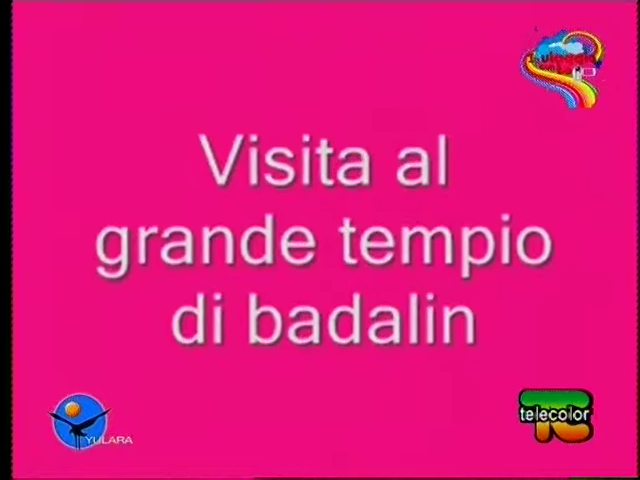 Visita al
grande tempio
di badalin
YULARA
telecolor